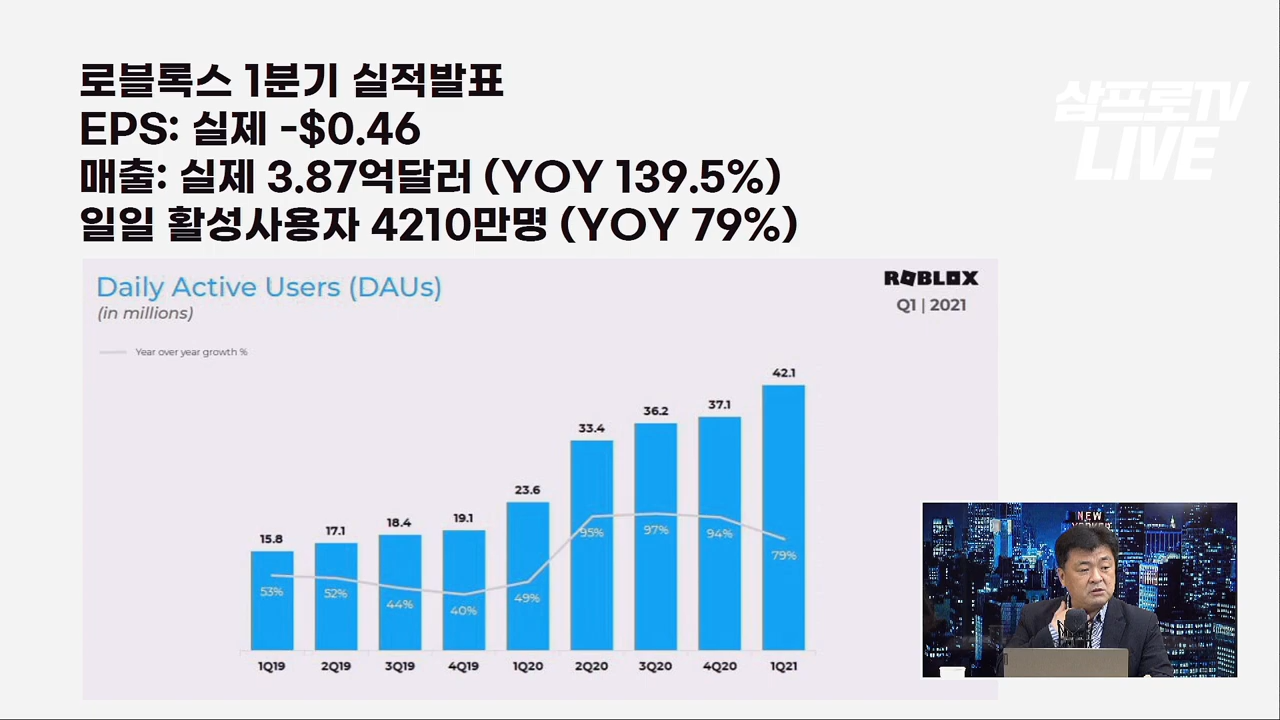 로블록스 1분기 실적발표
EPS: 실제 -$0.46
매출: 실제 3.87억달러 (YOY 139.5%)
일일 활성사용자 4210만명 (YOY 79%)
삼프로TV
LIVE
Daily Active Users (DAUs)
(in millions)
ROBLOX
Q1 | 2021
Year over year growth %
15.8 17.1 18.4 19.1 23.6 33.4 36.2 37.1 42.1
53% 52% 44% 40% 49% 95% 97% 94% 79%
1Q19 2Q19 3Q19 4Q19 1Q20 2Q20 3Q20 4Q20 1Q21
NEW
YORKER